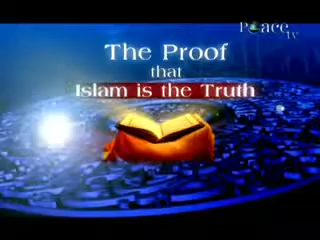 Peace TV
The Proof
that
Islam is the Truth